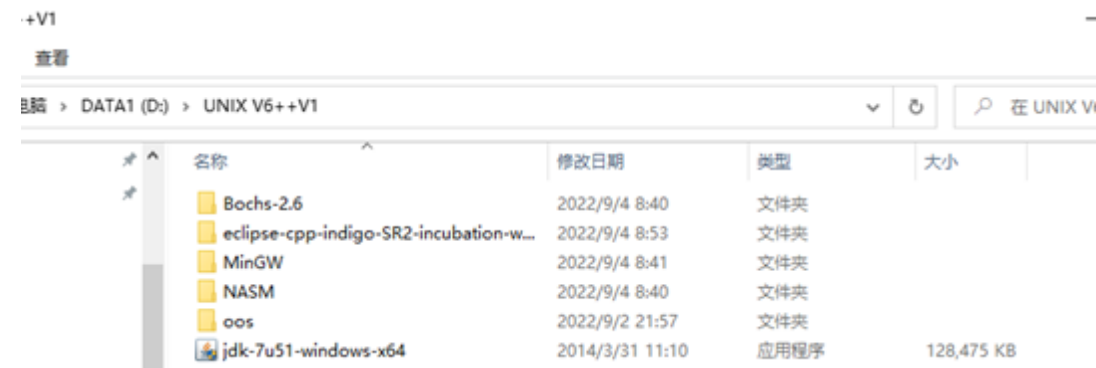 ++V1
查看
电脑 > DATA1 (D:) > UNIX V6++V1 在 UNIX V6
名称 修改日期 类型 大小
Bochs-2.6 2022/9/4 8:40 文件夹
eclipse-cpp-indigo-SR2-incubation-w... 2022/9/4 8:53 文件夹
MinGW 2022/9/4 8:41 文件夹
NASM 2022/9/4 8:40 文件夹
oos 2022/9/2 21:57 文件夹
jdk-7u51-windows-x64 2014/3/31 11:10 应用程序 128,475 KB